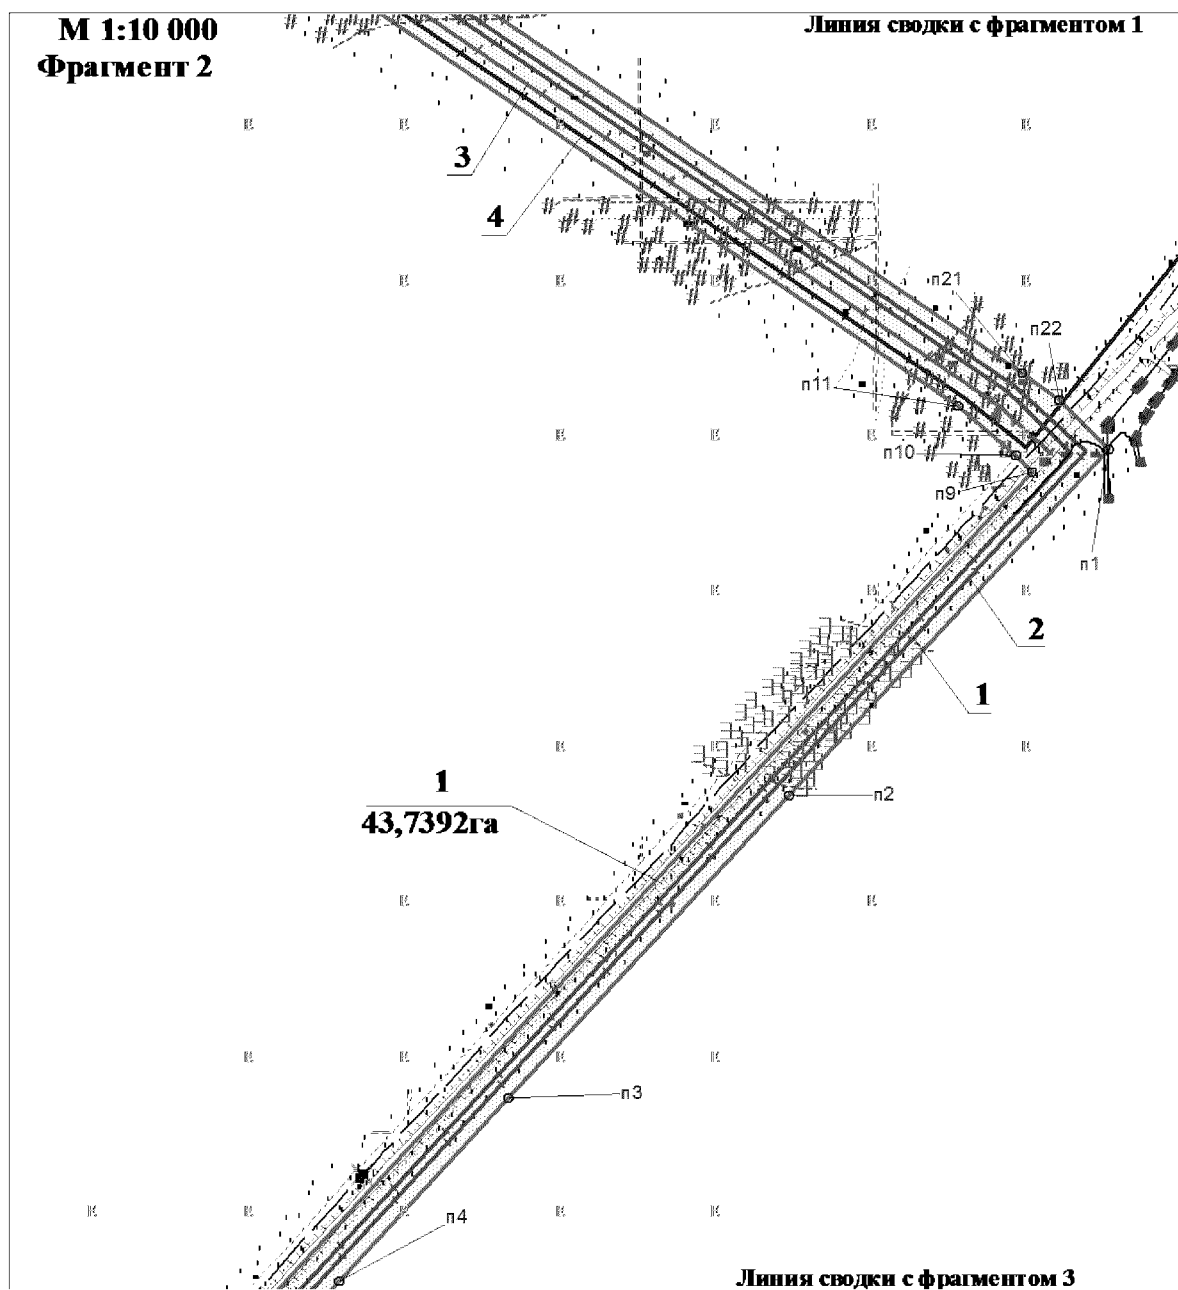 М 1:10 000
Линия сводки с фрагментом 1
Фрагмент 2
3
4
п21
п22
п11
п10
п9
п1
2
1
1
43,7392га
п2
п3
п4
Линия сводки с фрагментом 3